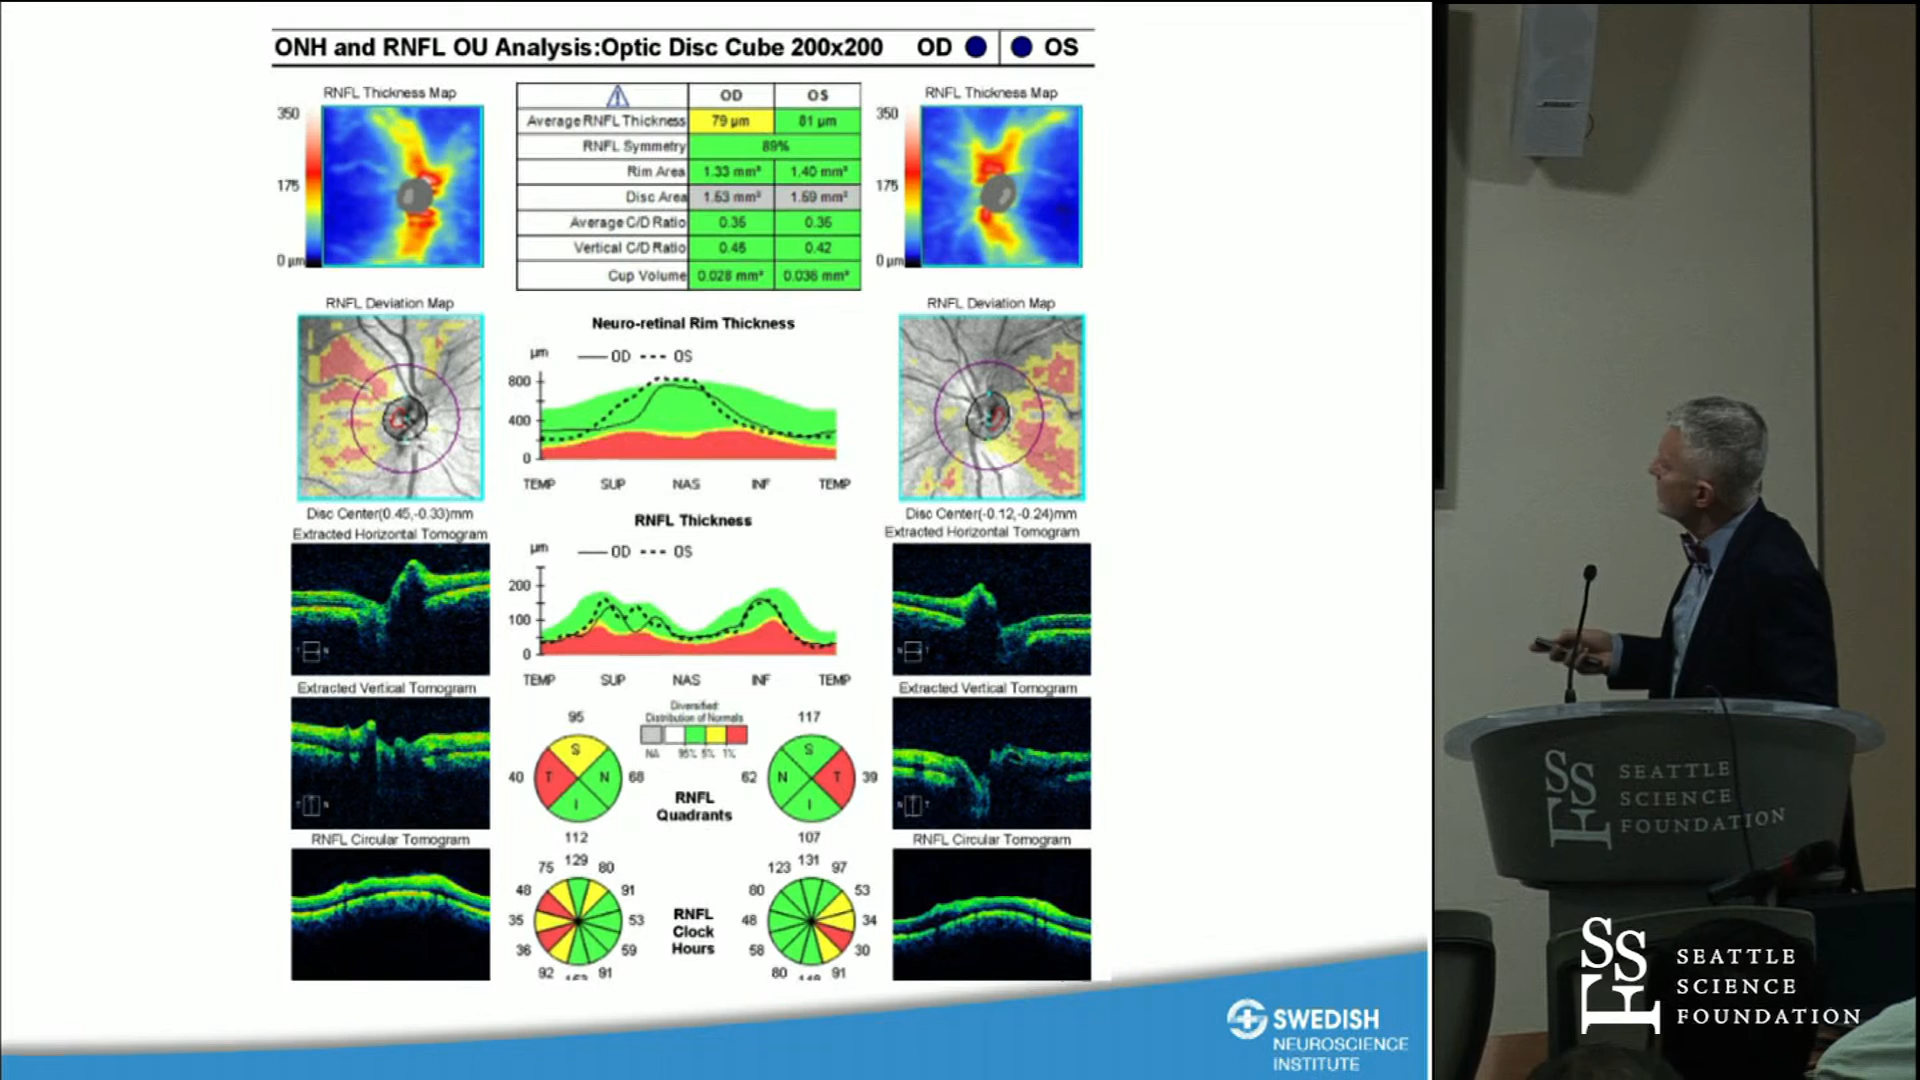 ONH and RNFL OU Analysis:Optic Disc Cube 200x200 OD OS
RNFL Thickness Map
350
175
0 µm
OD OS
Average RNFL Thickness 79 µm 81 µm
RNFL Symmetry 89%
Rim Area 1.33 mm² 1.40 mm²
Disc Area 1.53 mm² 1.59 mm²
Average C/D Ratio 0.35 0.35
Vertical C/D Ratio 0.45 0.42
Cup Volume 0.028 mm³ 0.036 mm³
RNFL Thickness Map
350
175
0 µm
RNFL Deviation Map
Disc Center(0.45,-0.33)mm
Neuro-retinal Rim Thickness
µm OD OS
800
400
0
TEMP SUP NAS INF TEMP
RNFL Deviation Map
Disc Center(-0.12,-0.24)mm
Extracted Horizontal Tomogram
RNFL Thickness
µm OD OS
200
100
0
TEMP SUP NAS INF TEMP
Extracted Horizontal Tomogram
Extracted Vertical Tomogram
Extracted Vertical Tomogram
Diversified:
Distribution of Normals
NA 95% 5% 1%
95
S
40 T N 68
I
112
RNFL
Quadrants
117
S
62 N T 39
I
107
RNFL Circular Tomogram
75 129 80
48 91
35 53
36 59
92 91
RNFL
Clock
Hours
123 131 97
80 53
48 34
58 30
80 91
RNFL Circular Tomogram
SWEDISH
NEUROSCIENCE
INSTITUTE
BOSE
SSF
SEATTLE
SCIENCE
FOUNDATION
SSF
SEATTLE
SCIENCE
FOUNDATION